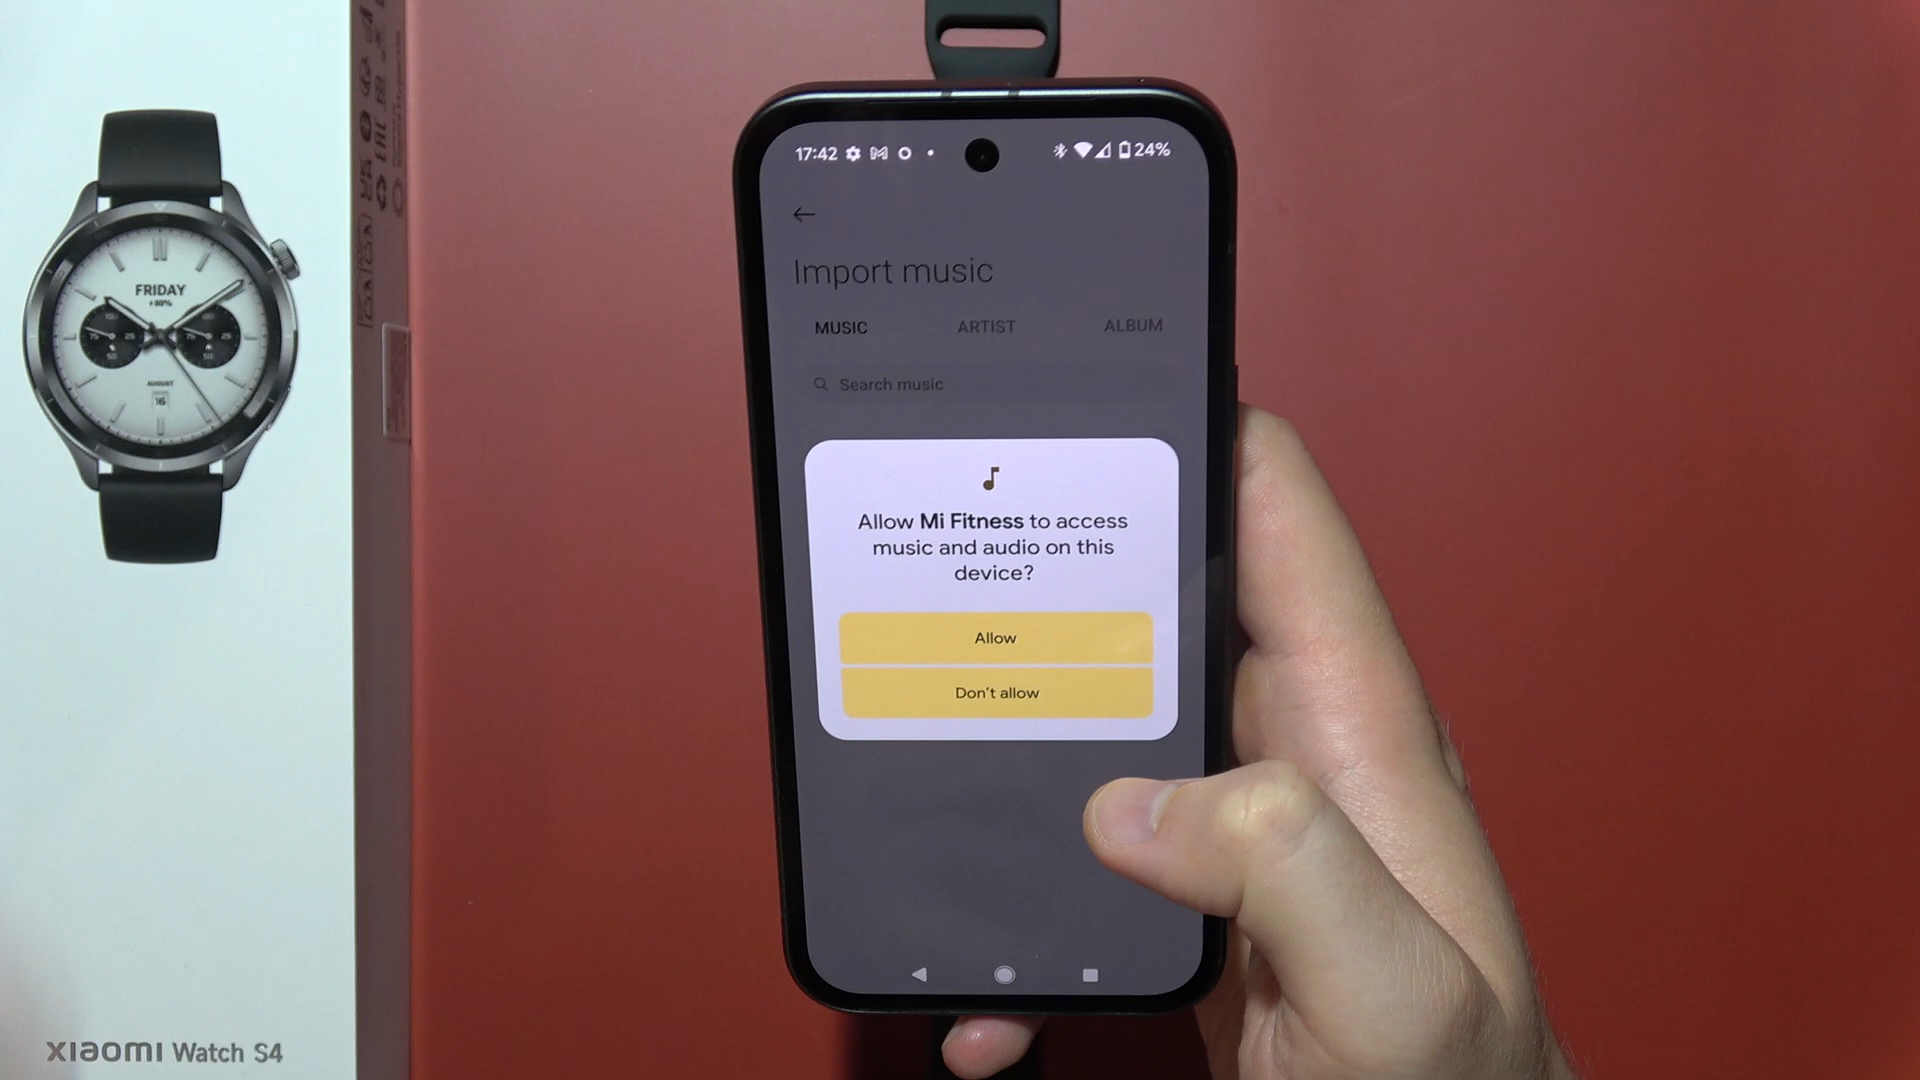 FRIDAY
AUGUST
16
xiaomi Watch S4
17:42
24%
Import music
MUSIC
ARTIST
ALBUM
Search music
Allow Mi Fitness to access
music and audio on this
device?
Allow
Don't allow